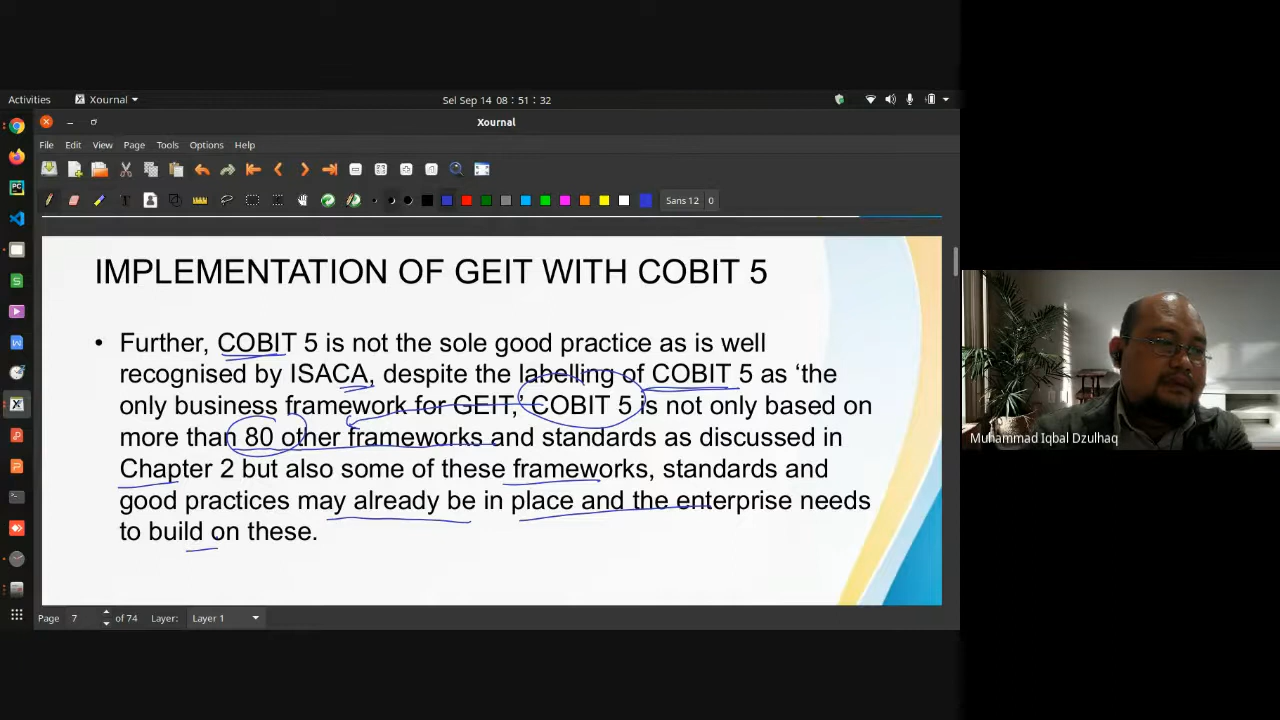 Activities Xournal Sel Sep 14 08:51:32
Xournal
File Edit View Page Tools Options Help
Sans 12 0
IMPLEMENTATION OF GEIT WITH COBIT 5
• Further, COBIT 5 is not the sole good practice as is well
recognised by ISACA, despite the labelling of COBIT 5 as ‘the
only business framework for GEIT,’ COBIT 5 is not only based on
more than 80 other frameworks and standards as discussed in
Chapter 2 but also some of these frameworks, standards and
good practices may already be in place and the enterprise needs
to build on these.
Muhammad Iqbal Dzulhaq
Page 7 of 74 Layer: Layer 1